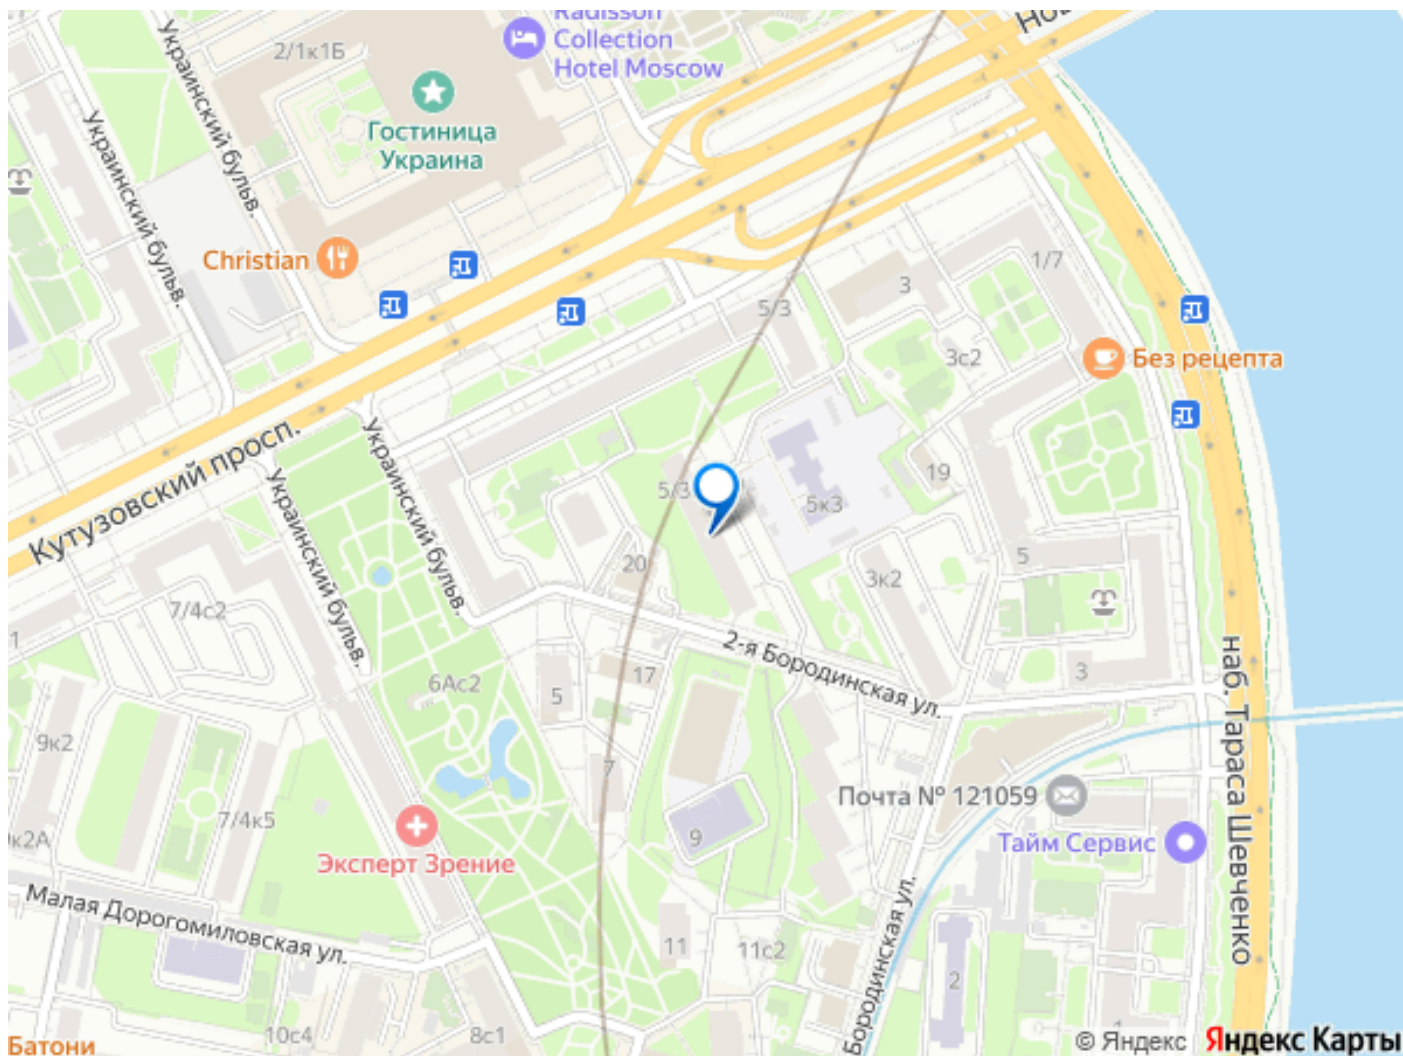 Radisson
Collection
Hotel Moscow
Нов
2/1к1Б
Украинский бульв.
Украинский бульв.
Гостиница
Украина
Christian
1/7
3
5/3
3с2
Без рецепта
Кутузовский просп.
Украинский бульв.
Украинский бульв.
5/3
5к3
19
20
3к2
5
7/4с2
1
2-я Бородинская ул.
17
5
3
6Ас2
наб. Тараса Шевченко
9к2
7
Почта № 121059
7/4к5
9
Тайм Сервис
9к2А
Эксперт Зрение
Малая Дорогомиловская ул.
11
11с2
Бородинская ул.
2
10с4
8с1
Батони
© Яндекс Яндекс Карты